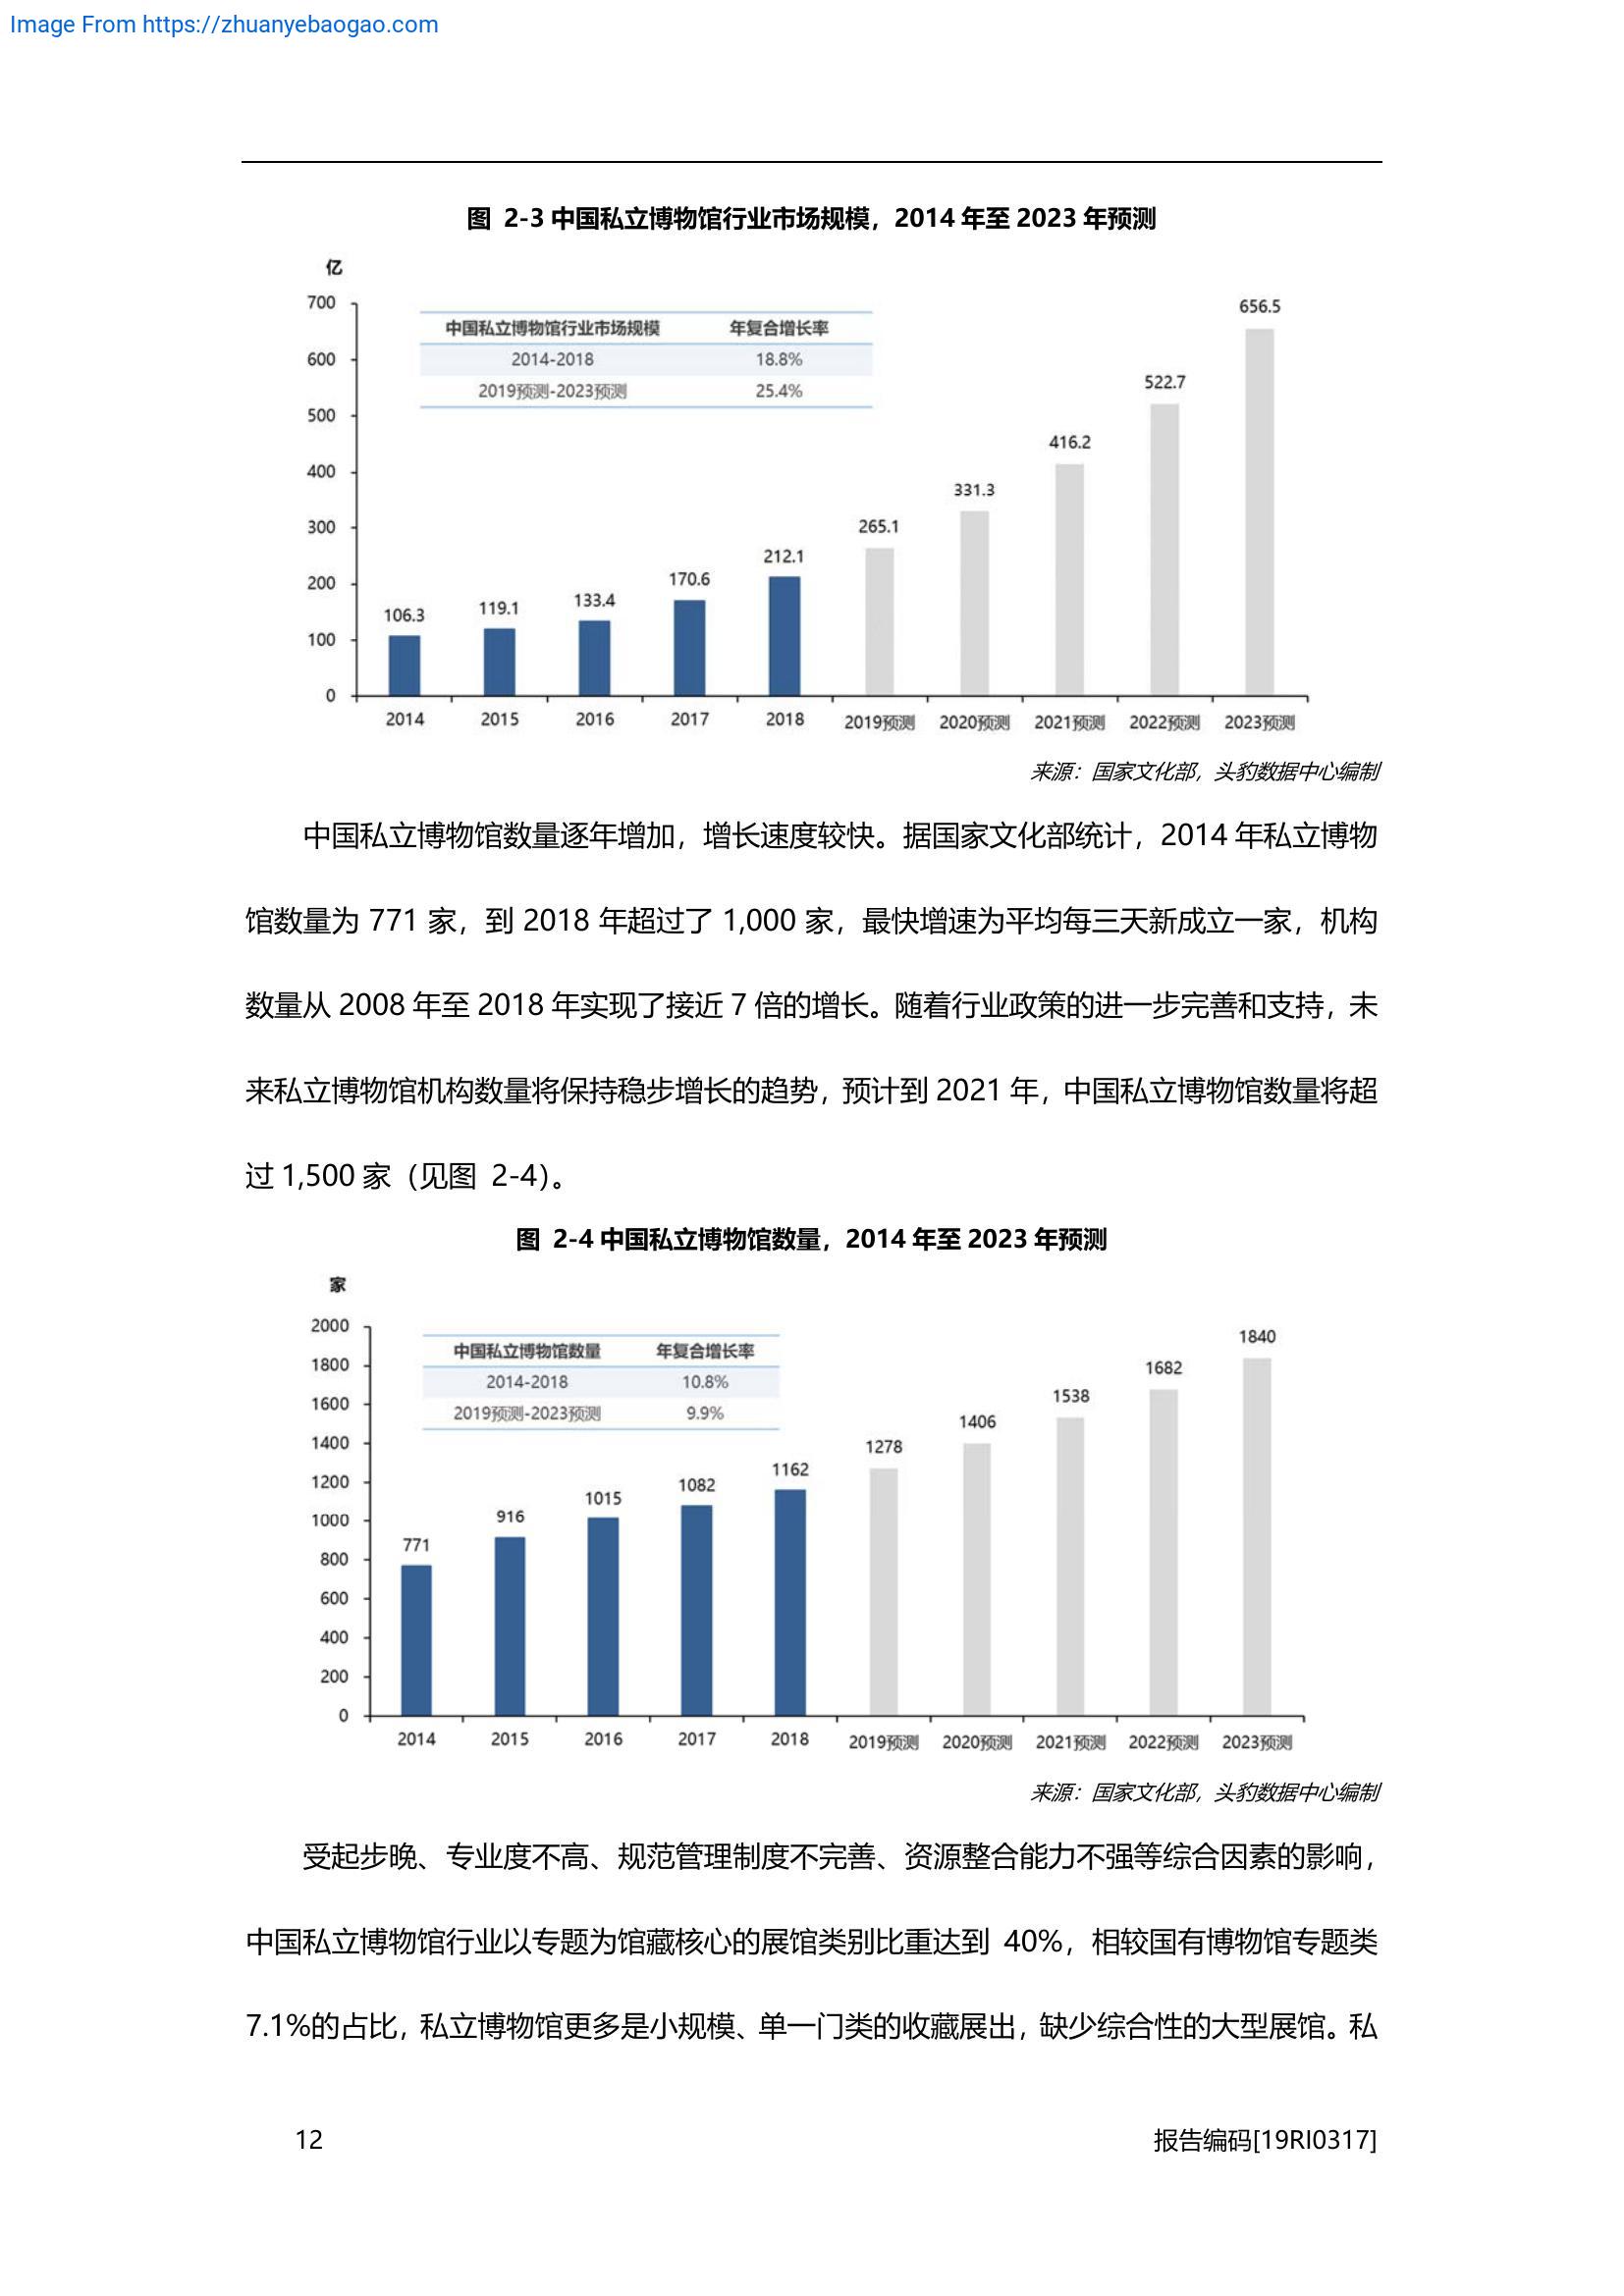 Image From https://zhuanyebaogao.com
图 2-3 中国私立博物馆行业市场规模，2014 年至 2023 年预测
亿
700
600
500
400
300
200
100
0
中国私立博物馆行业市场规模 年复合增长率
2014-2018 18.8%
2019预测-2023预测 25.4%
106.3 119.1 133.4 170.6 212.1 265.1 331.3 416.2 522.7 656.5
2014 2015 2016 2017 2018 2019预测 2020预测 2021预测 2022预测 2023预测
来源：国家文化部，头豹数据中心编制
中国私立博物馆数量逐年增加，增长速度较快。据国家文化部统计，2014 年私立博物
馆数量为 771 家，到 2018 年超过了 1,000 家，最快增速为平均每三天新成立一家，机构
数量从 2008 年至 2018 年实现了接近 7 倍的增长。随着行业政策的进一步完善和支持，未
来私立博物馆机构数量将保持稳步增长的趋势，预计到 2021 年，中国私立博物馆数量将超
过 1,500 家（见图 2-4）。
图 2-4 中国私立博物馆数量，2014 年至 2023 年预测
家
2000
1800
1600
1400
1200
1000
800
600
400
200
0
中国私立博物馆数量 年复合增长率
2014-2018 10.8%
2019预测-2023预测 9.9%
771 916 1015 1082 1162 1278 1406 1538 1682 1840
2014 2015 2016 2017 2018 2019预测 2020预测 2021预测 2022预测 2023预测
来源：国家文化部，头豹数据中心编制
受起步晚、专业度不高、规范管理制度不完善、资源整合能力不强等综合因素的影响，
中国私立博物馆行业以专题为馆藏核心的展馆类别比重达到 40%，相较国有博物馆专题类
7.1%的占比，私立博物馆更多是小规模、单一门类的收藏展出，缺少综合性的大型展馆。私
12 报告编码[19RI0317]